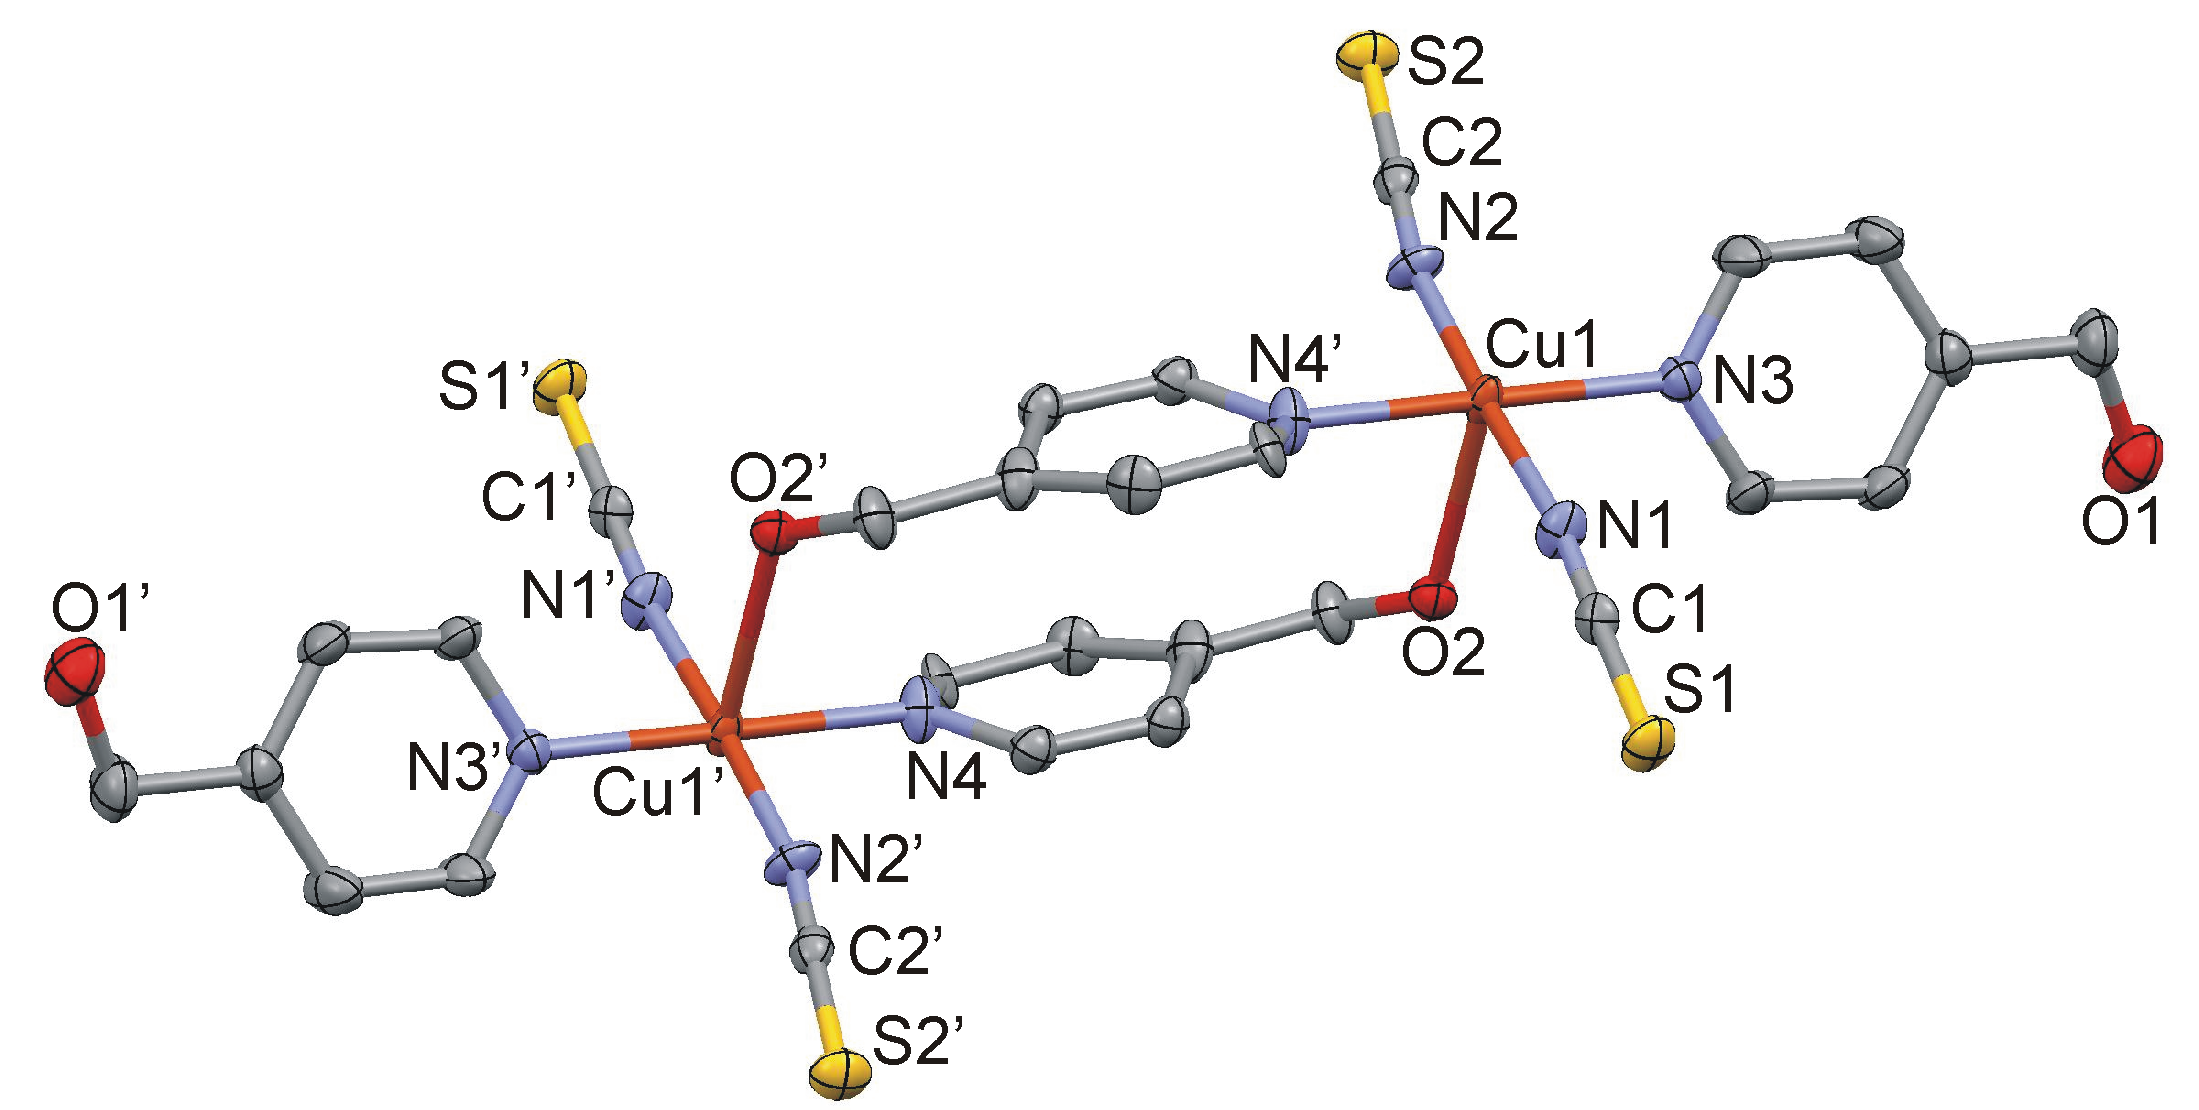 S2
C2
N2
Cu1
N4’
N3
S1’
O2’
C1’
N1
O1
N1’
O1’
C1
O2
S1
N3’
Cu1’
N4
N2’
C2’
S2’